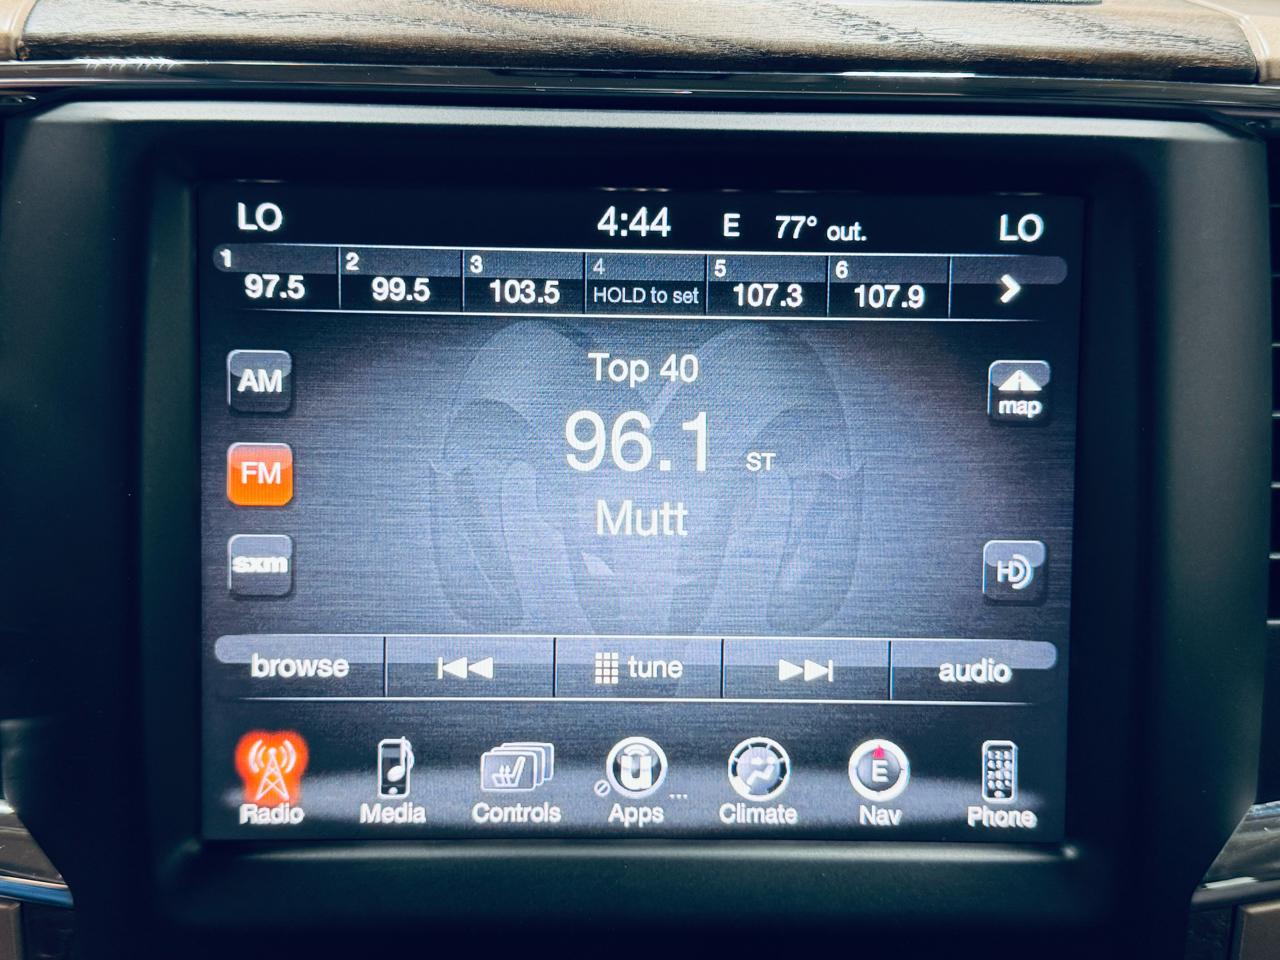 LO 4:44 E 77° out. LO
1 2 3 4 5 6
97.5 99.5 103.5 HOLD to set 107.3 107.9
Top 40
AM
map
96.1 ST
FM
Mutt
sxm
HD
browse tune audio
E
Radio Media Controls Apps ... Climate Nav Phone